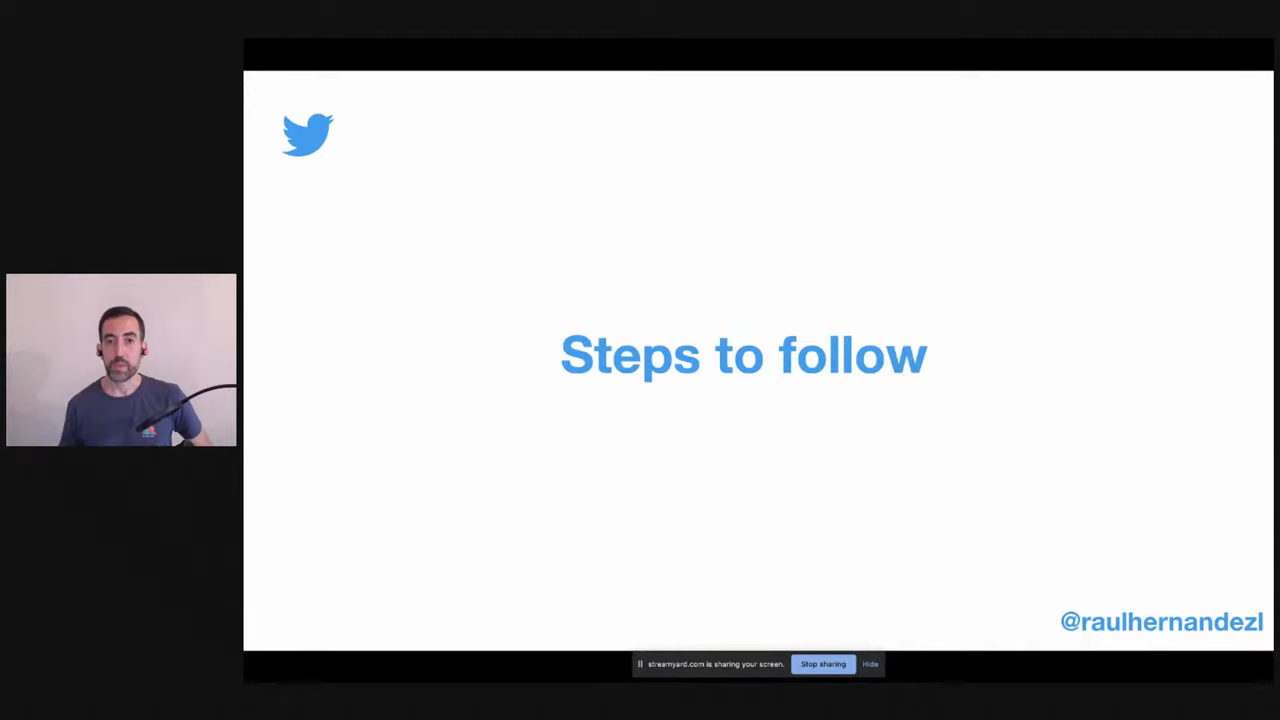 Steps to follow
@raulhernandezl
streamyard.com is sharing your screen. Stop sharing Hide